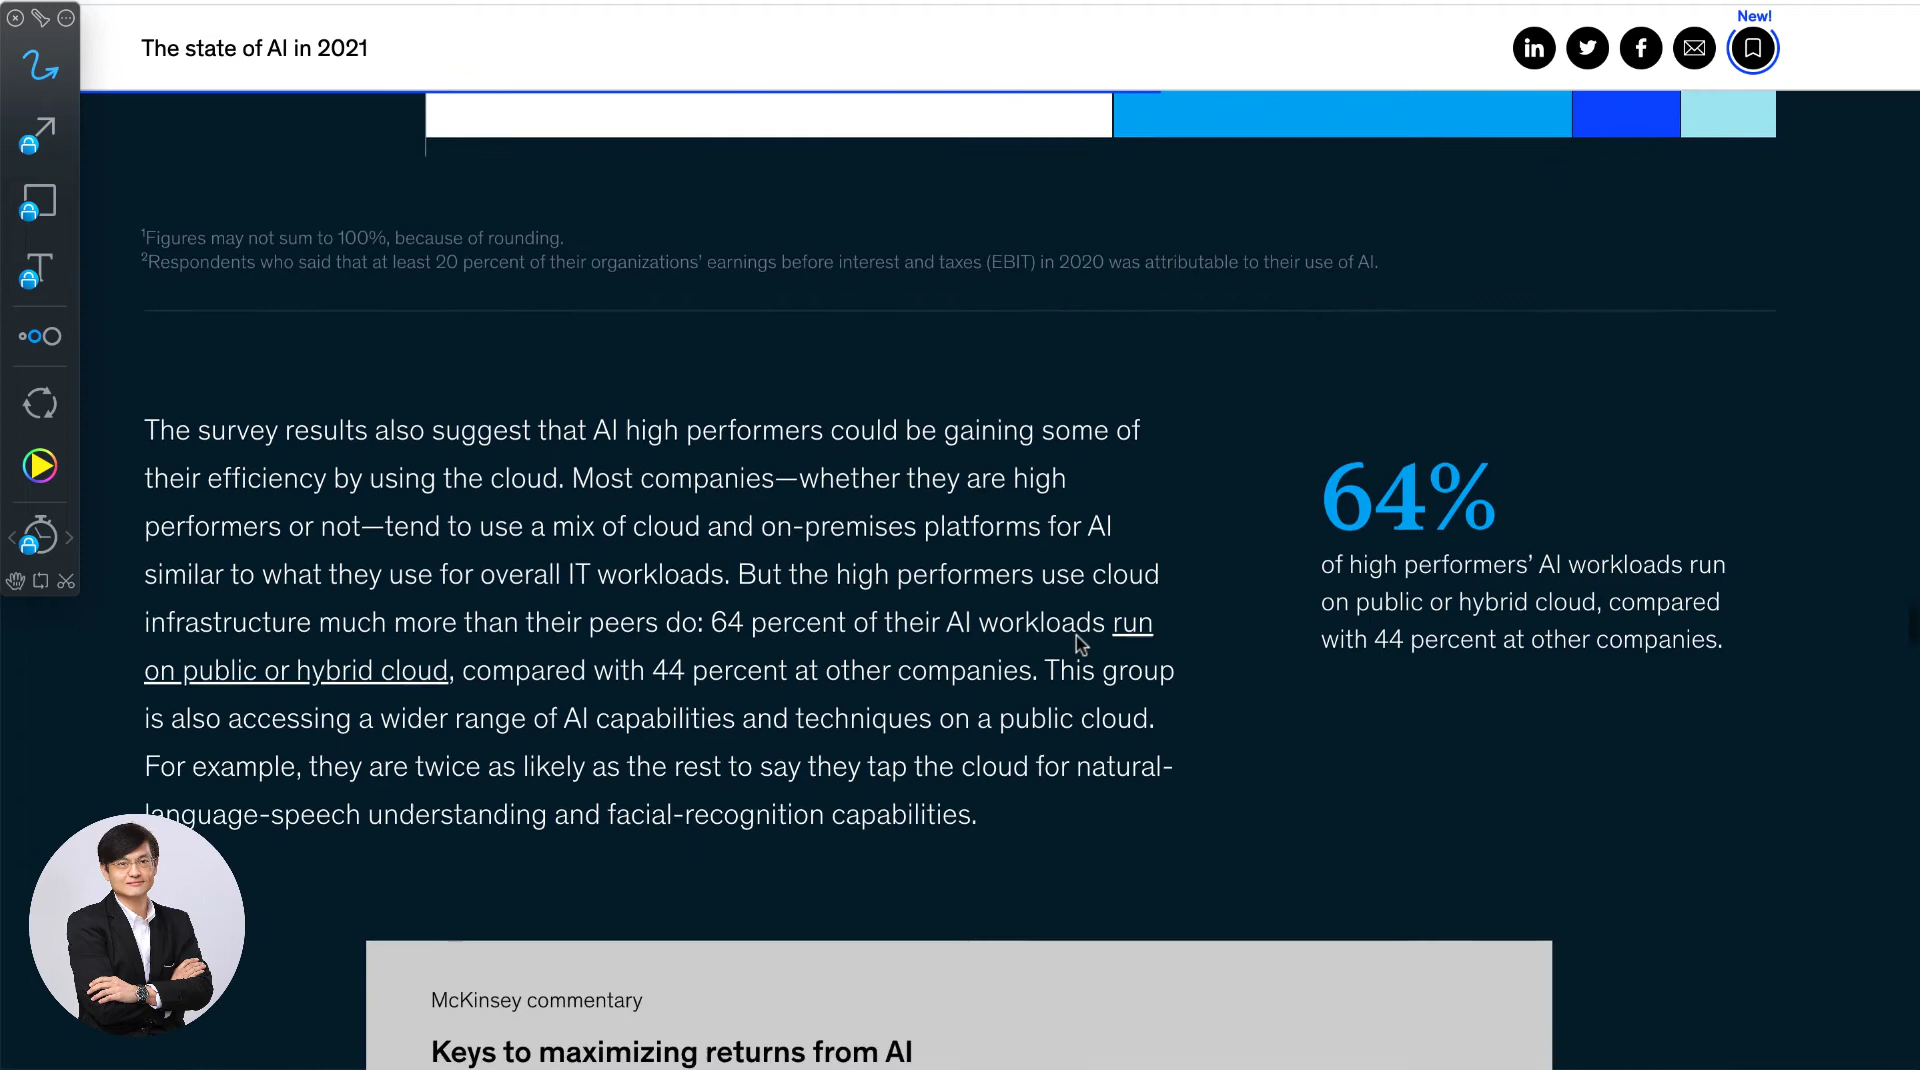 New!
The state of AI in 2021
¹Figures may not sum to 100%, because of rounding.
²Respondents who said that at least 20 percent of their organizations’ earnings before interest and taxes (EBIT) in 2020 was attributable to their use of AI.
The survey results also suggest that AI high performers could be gaining some of
their efficiency by using the cloud. Most companies—whether they are high
performers or not—tend to use a mix of cloud and on-premises platforms for AI
similar to what they use for overall IT workloads. But the high performers use cloud
infrastructure much more than their peers do: 64 percent of their AI workloads run
on public or hybrid cloud, compared with 44 percent at other companies. This group
is also accessing a wider range of AI capabilities and techniques on a public cloud.
For example, they are twice as likely as the rest to say they tap the cloud for natural-
language-speech understanding and facial-recognition capabilities.
64%
of high performers’ AI workloads run
on public or hybrid cloud, compared
with 44 percent at other companies.
McKinsey commentary
Keys to maximizing returns from AI